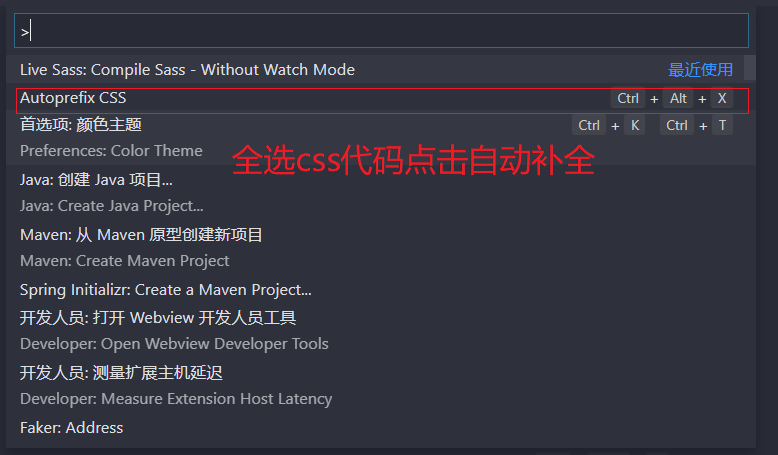 >
Live Sass: Compile Sass - Without Watch Mode 最近使用
Autoprefix CSS Ctrl + Alt + X
首选项: 颜色主题 Ctrl + K Ctrl + T
Preferences: Color Theme
全选css代码点击自动补全
Java: 创建 Java 项目...
Java: Create Java Project...
Maven: 从 Maven 原型创建新项目
Maven: Create Maven Project
Spring Initializr: Create a Maven Project...
开发人员: 打开 Webview 开发人员工具
Developer: Open Webview Developer Tools
开发人员: 测量扩展主机延迟
Developer: Measure Extension Host Latency
Faker: Address